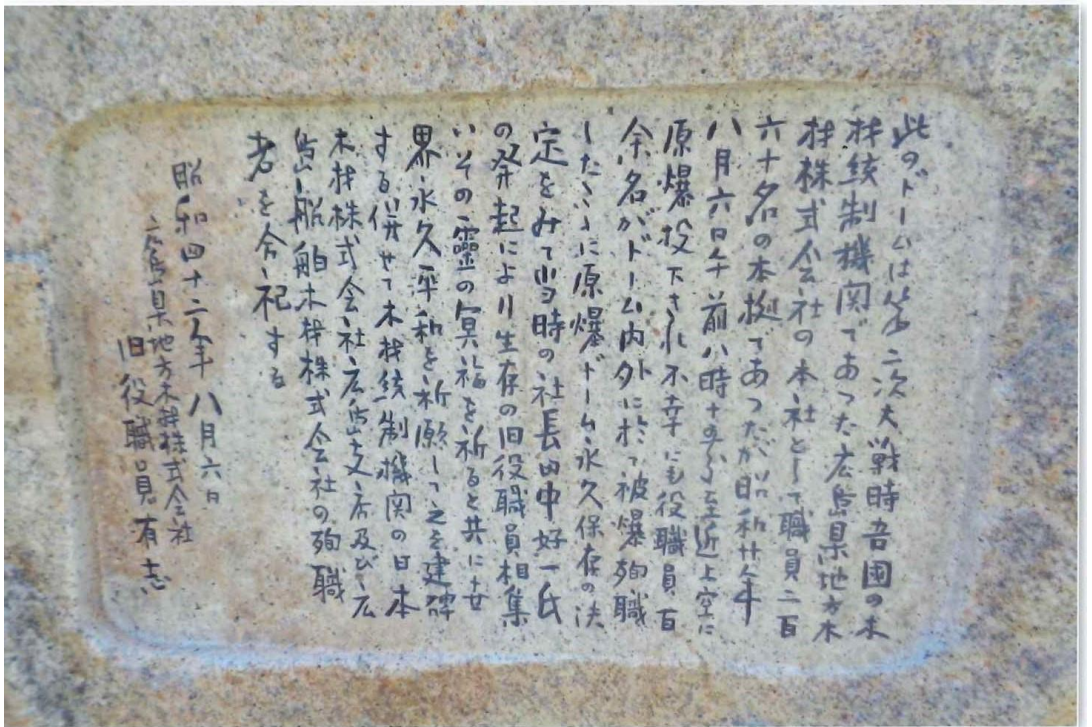 此のドームは第二次大戦時吾国の木
材統制機関であつた広島県地方木
材株式会社の本社として職員二百
六十名の本拠であつたが昭和廿年
八月六日午前八時十五分至近上空に
原爆投下され不幸にも役職員百
余名がドーム内外に於て被爆殉職
したこゝに原爆ドーム永久保存の決
定をみて当時の社長田中好一氏
の発起により生存の旧役職員相集
いその霊の冥福を祈ると共に世
界永久平和を祈願して之を建碑
する併せて木材統制機関の日本
木材株式会社広島支店及び広
島船舶木材株式会社の殉職
者を合祀する
昭和四十二年八月六日
広島県地方木材株式会社
旧役職員有志